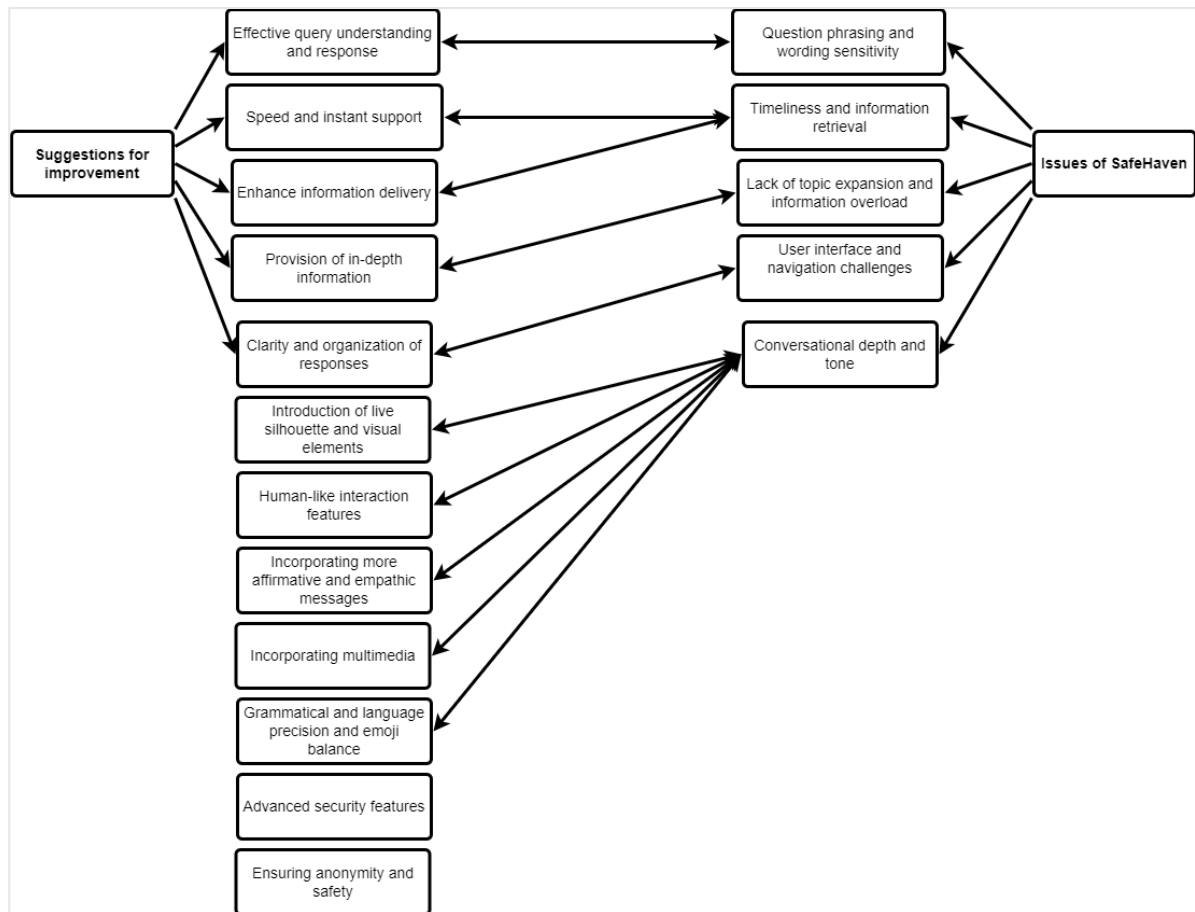 Effective query understanding
and response
Question phrasing and
wording sensitivity
Speed and instant support
Timeliness and information
retrieval
Suggestions for
improvement
Issues of SafeHaven
Enhance information delivery
Lack of topic expansion and
information overload
Provision of in-depth
information
User interface and
navigation challenges
Clarity and organization of
responses
Conversational depth and
tone
Introduction of live
silhouette and visual
elements
Human-like interaction
features
Incorporating more
affirmative and empathic
messages
Incorporating multimedia
Grammatical and language
precision and emoji
balance
Advanced security features
Ensuring anonymity and
safety